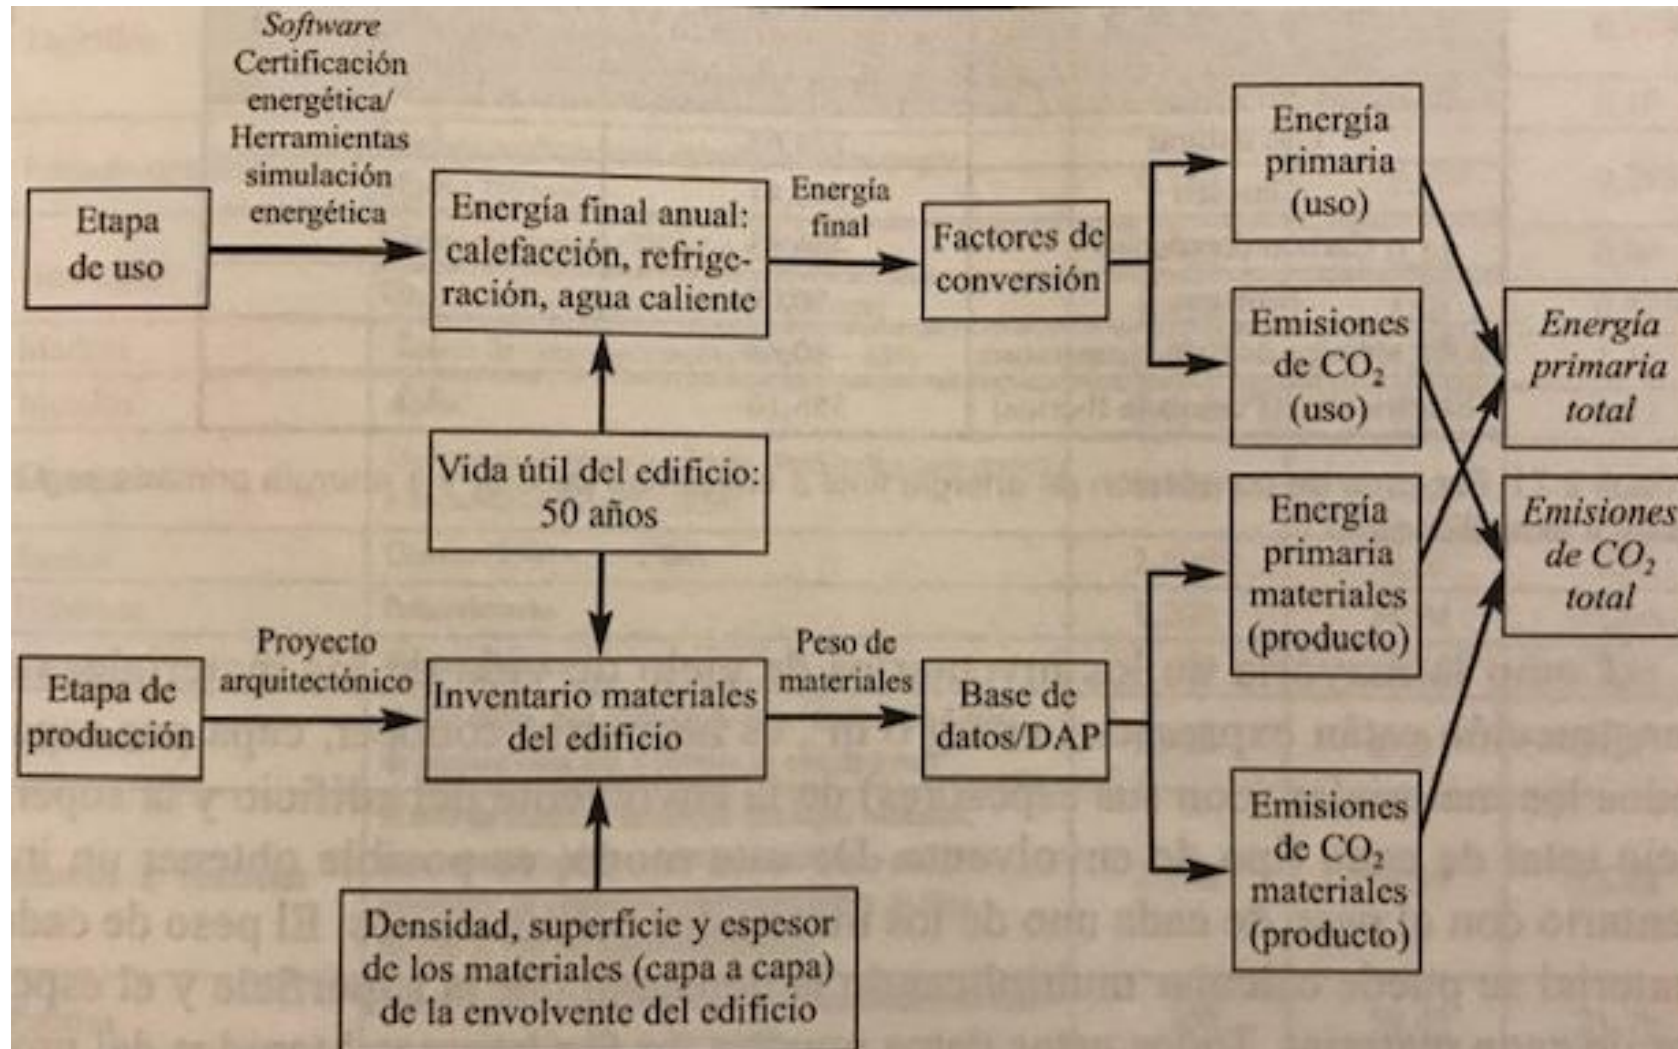 Software
Certificación
energética/
Herramientas
simulación
energética
Etapa
de uso
Energía final anual:
calefacción, refrige-
ración, agua caliente
Energía
final
Factores de
conversión
Energía
primaria
(uso)
Emisiones
de CO₂
(uso)
Energía
primaria
total
Vida útil del edificio:
50 años
Energía
primaria
materiales
(producto)
Emisiones
de CO₂
total
Etapa de
producción
Proyecto
arquitectónico
Inventario materiales
del edificio
Peso de
materiales
Base de
datos/DAP
Emisiones
de CO₂
materiales
(producto)
Densidad, superficie y espesor
de los materiales (capa a capa)
de la envolvente del edificio